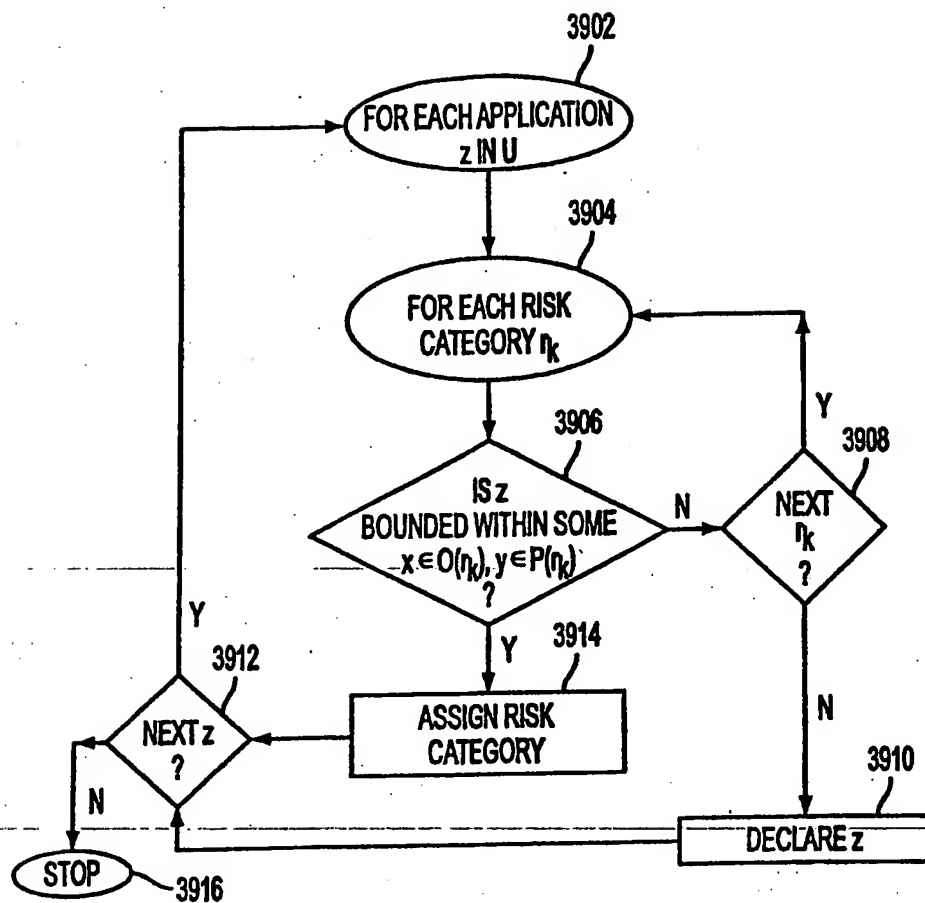 3902
FOR EACH APPLICATION
z IN U
3904
FOR EACH RISK
CATEGORY ηk
3906
IS z
BOUNDED WITHIN SOME
x ∈ O(ηk), y ∈ P(ηk)
?
N
Y
3908
NEXT
ηk
?
Y
N
3914
ASSIGN RISK
CATEGORY
3912
NEXT z
?
Y
N
3910
DECLARE z
STOP
3916